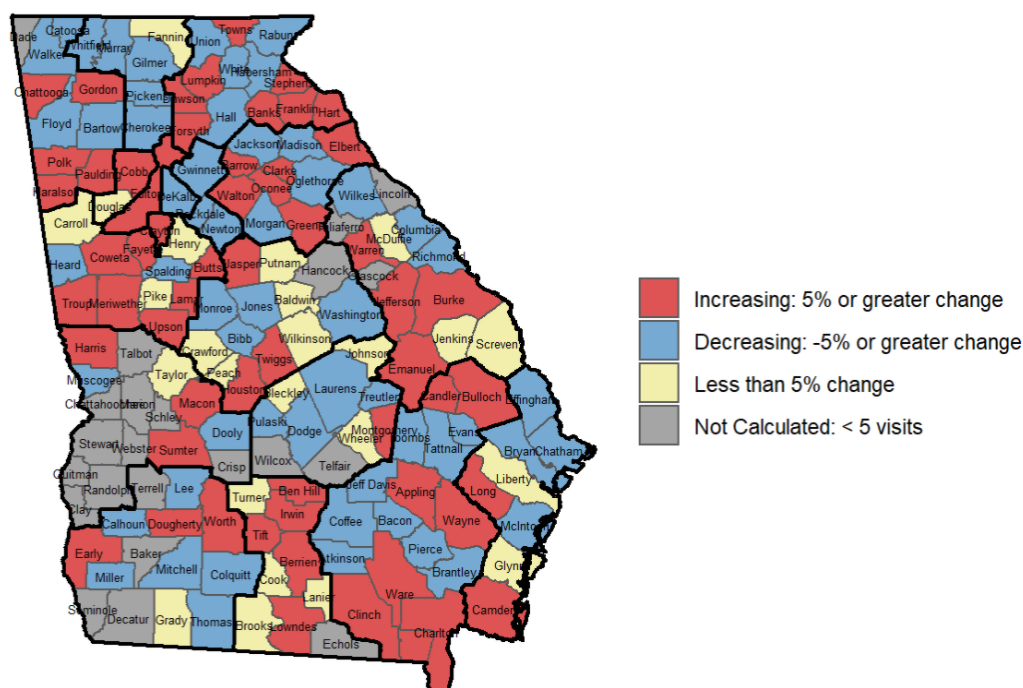 Dade
Catoosa
Whitfield
Murray
Fannin
Union
Towns
Rabun
Walker
Gilmer
White
Habersham
Lumpkin
Stephens
Chattooga
Gordon
Pickens
Dawson
Banks
Franklin
Hart
Floyd
Bartow
Cherokee
Forsyth
Hall
Jackson
Madison
Elbert
Polk
Paulding
Cobb
Gwinnett
Barrow
Clarke
Oconee
Oglethorpe
Haralson
Fulton
DeKalb
Walton
Wilkes
Lincoln
Douglas
Rockdale
Carroll
Clayton
Henry
Newton
Morgan
Greene
Taliaferro
McDuffie
Columbia
Richmond
Warren
Heard
Coweta
Fayette
Spalding
Butts
Jasper
Putnam
Hancock
Glascock
Jefferson
Burke
Troup
Meriwether
Pike
Lamar
Monroe
Jones
Baldwin
Washington
Upson
Bibb
Wilkinson
Jenkins
Screven
Harris
Talbot
Crawford
Twiggs
Johnson
Emanuel
Taylor
Peach
Muscogee
Houston
Bleckley
Laurens
Treutlen
Candler
Bulloch
Effingham
Chattahoochee
Marion
Macon
Schley
Pulaski
Dodge
Montgomery
Wheeler
Toombs
Evans
Tattnall
Bryan
Chatham
Stewart
Webster
Sumter
Dooly
Crisp
Wilcox
Telfair
Liberty
Quitman
Randolph
Terrell
Lee
Turner
Ben Hill
Jeff Davis
Appling
Long
Clay
Calhoun
Dougherty
Worth
Irwin
Tift
Coffee
Bacon
Wayne
McIntosh
Early
Baker
Mitchell
Colquitt
Berrien
Atkinson
Pierce
Brantley
Glynn
Miller
Cook
Lanier
Ware
Seminole
Decatur
Grady
Thomas
Brooks
Lowndes
Clinch
Charlton
Camden
Echols
Increasing: 5% or greater change
Decreasing: -5% or greater change
Less than 5% change
Not Calculated: < 5 visits